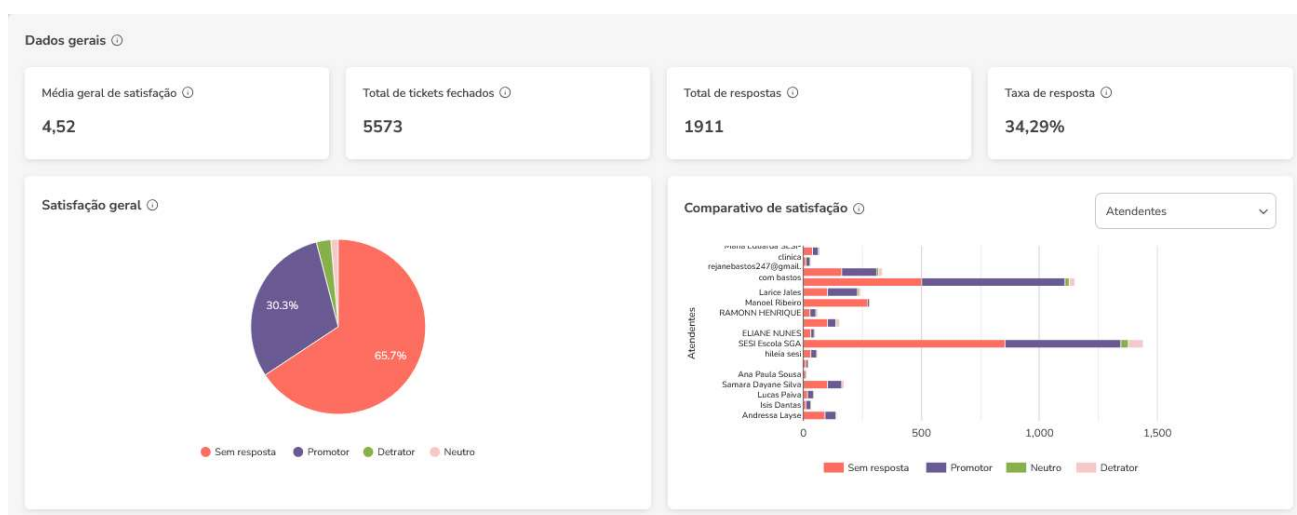 Dados gerais
Média geral de satisfação
Total de tickets fechados
Total de respostas
Taxa de resposta
4,52
5573
1911
34,29%
Satisfação geral
30.3%
65.7%
Sem resposta
Promotor
Detrator
Neutro
Comparativo de satisfação
Atendentes
Atendentes
Maria Eduarda SESI-
clinica
rejanebastos247@gmail.
com bastos
Larice Jales
Manoel Ribeiro
RAMONN HENRIQUE
ELIANE NUNES
SESI Escola SGA
hileia sesi
Ana Paula Sousa
Samara Dayane Silva
Lucas Paiva
Isis Dantas
Andressa Layse
0
500
1,000
1,500
Sem resposta
Promotor
Neutro
Detrator